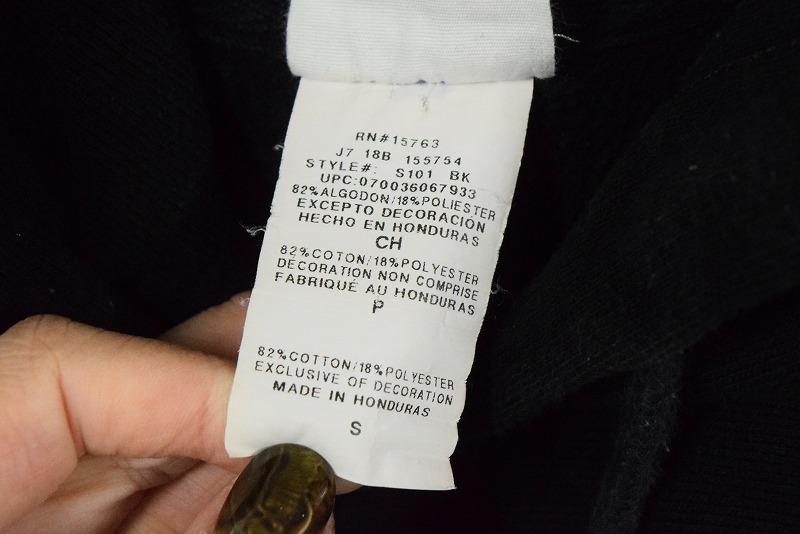 RN#15763
J7 18B 155754
STYLE#: S101 BK
UPC:070036067933
82%ALGODON/18%POLIESTER
EXCEPTO DECORACIÓN
HECHO EN HONDURAS
CH
82%COTON/18%POLYESTER
DECORATION NON COMPRISE
FABRIQUÉ AU HONDURAS
P
82%COTTON/18%POLYESTER
EXCLUSIVE OF DECORATION
MADE IN HONDURAS
S